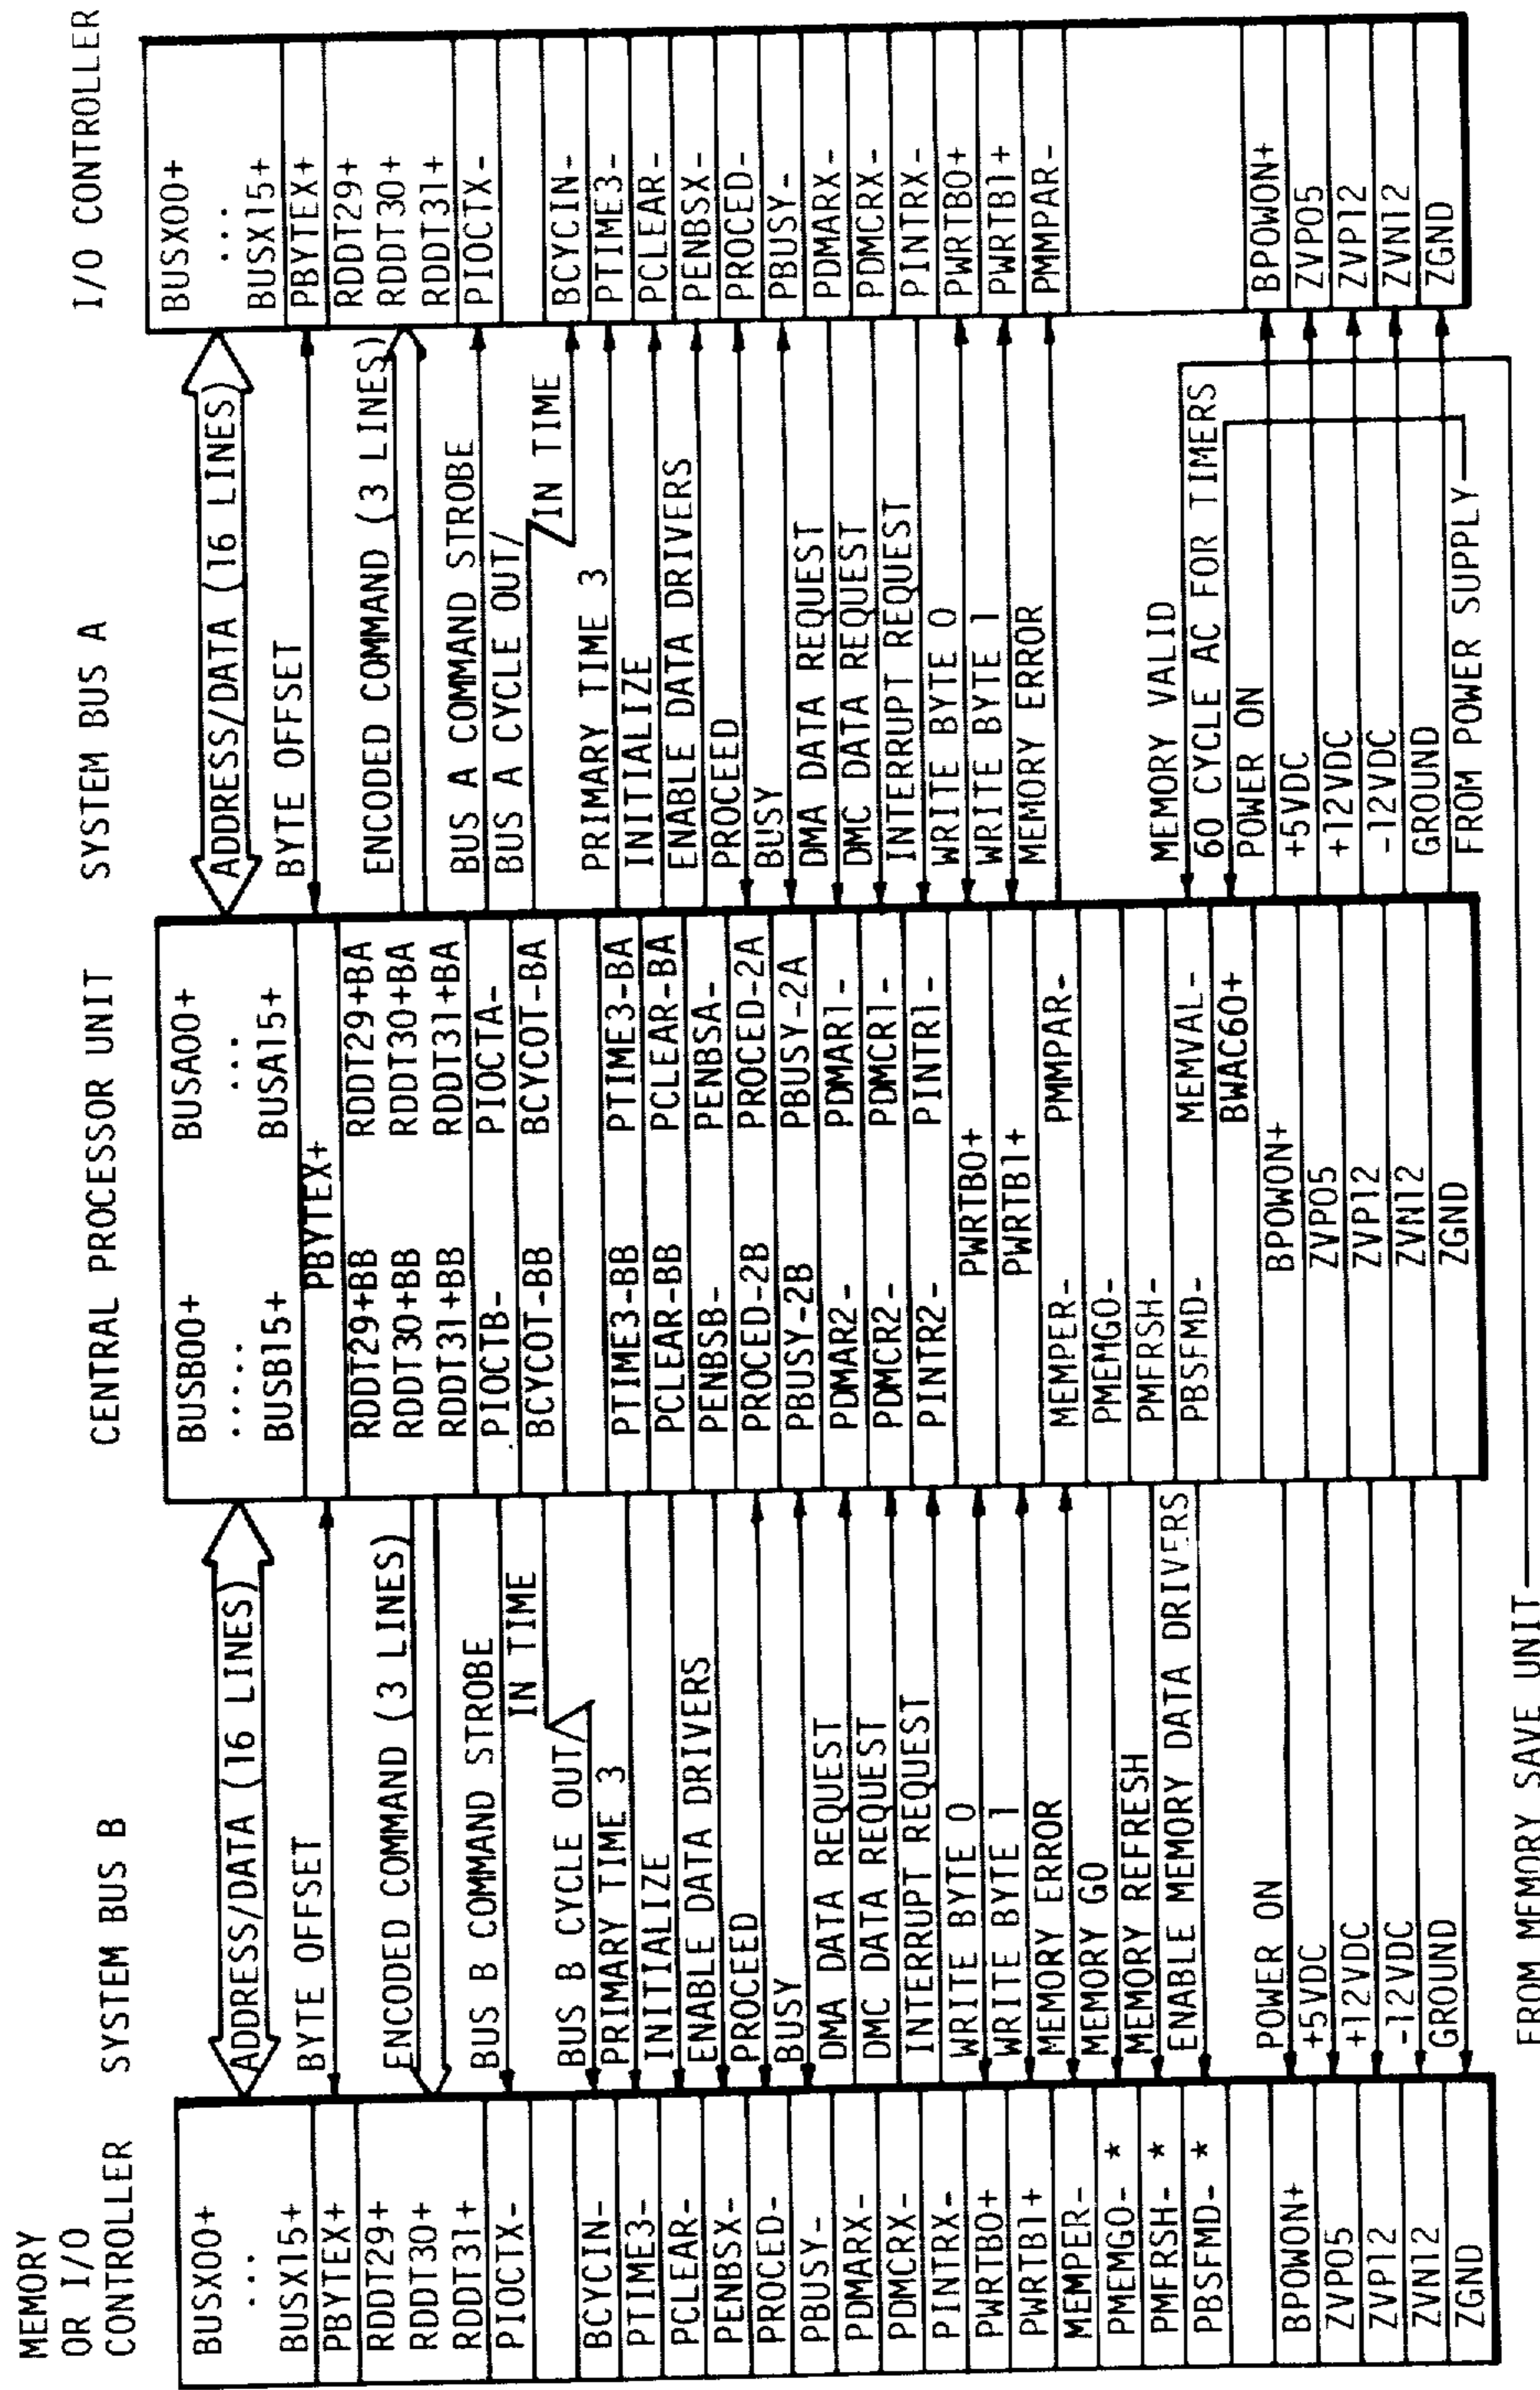 MEMORY
OR I/O
CONTROLLER
SYSTEM BUS B
CENTRAL PROCESSOR UNIT
SYSTEM BUS A
I/O CONTROLLER
BUSX00+
...
BUSX15+
PBYTEX+
RDDT29+
RDDT30+
RDDT31+
PIOCTX-
BCYCIN-
PTIME3-
PCLEAR-
PENBSX-
PROCED-
PBUSY-
PDMARX-
PDMCRX-
PINTRX-
PWRTB0+
PWRTB1+
MEMPER-
PMEMGO- *
PMFRSH- *
PBSFMD- *
BPOWON+
ZVP05
ZVP12
ZVN12
ZGND
ADDRESS/DATA (16 LINES)
BYTE OFFSET
ENCODED COMMAND (3 LINES)
BUS B COMMAND STROBE
IN TIME
BUS B CYCLE OUT/
PRIMARY TIME 3
INITIALIZE
ENABLE DATA DRIVERS
PROCEED
BUSY
DMA DATA REQUEST
DMC DATA REQUEST
INTERRUPT REQUEST
WRITE BYTE 0
WRITE BYTE 1
MEMORY ERROR
MEMORY GO
MEMORY REFRESH
ENABLE MEMORY DATA DRIVERS
POWER ON
+5VDC
+12VDC
-12VDC
GROUND
BUSB00+ BUSA00+
..... ...
BUSB15+ BUSA15+
PBYTEX+
RDDT29+BB RDDT29+BA
RDDT30+BB RDDT30+BA
RDDT31+BB RDDT31+BA
PIOCTB- PIOCTA-
BCYCOT-BB BCYCOT-BA
PTIME3-BB PTIME3-BA
PCLEAR-BB PCLEAR-BA
PENBSB- PENBSA-
PROCED-2B PROCED-2A
PBUSY-2B PBUSY-2A
PDMAR2- PDMAR1-
PDMCR2- PDMCR1-
PINTR2- PINTR1-
PWRTB0+
PWRTB1+
MEMPER- PMMPAR-
PMEMGO-
PMFRSH-
PBSFMD- MEMVAL-
BWAC60+
BPOWON+
ZVP05
ZVP12
ZVN12
ZGND
ADDRESS/DATA (16 LINES)
BYTE OFFSET
ENCODED COMMAND (3 LINES)
BUS A COMMAND STROBE
BUS A CYCLE OUT/
IN TIME
PRIMARY TIME 3
INITIALIZE
ENABLE DATA DRIVERS
PROCEED
BUSY
DMA DATA REQUEST
DMC DATA REQUEST
INTERRUPT REQUEST
WRITE BYTE 0
WRITE BYTE 1
MEMORY ERROR
MEMORY VALID
60 CYCLE AC FOR TIMERS
POWER ON
+5VDC
+12VDC
-12VDC
GROUND
FROM POWER SUPPLY
BUSX00+
...
BUSX15+
PBYTEX+
RDDT29+
RDDT30+
RDDT31+
PIOCTX-
BCYCIN-
PTIME3-
PCLEAR-
PENBSX-
PROCED-
PBUSY-
PDMARX-
PDMCRX-
PINTRX-
PWRTB0+
PWRTB1+
PMMPAR-
BPOWON+
ZVP05
ZVP12
ZVN12
ZGND
FROM MEMORY SAVE UNIT